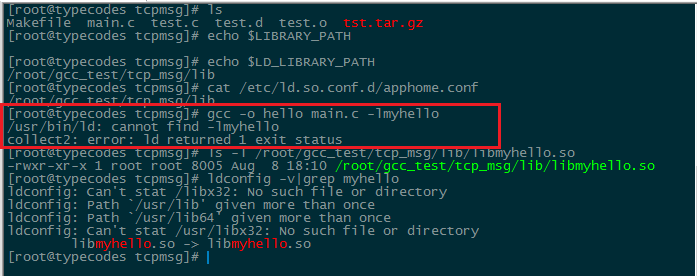 [root@typecodes tcpmsg]# ls
Makefile  main.c  test.c  test.d  test.o  tst.tar.gz
[root@typecodes tcpmsg]# echo $LIBRARY_PATH

[root@typecodes tcpmsg]# echo $LD_LIBRARY_PATH
/root/gcc_test/tcp_msg/lib
[root@typecodes tcpmsg]# cat /etc/ld.so.conf.d/apphome.conf
/root/gcc_test/tcp_msg/lib
[root@typecodes tcpmsg]# gcc -o hello main.c -lmyhello
/usr/bin/ld: cannot find -lmyhello
collect2: error: ld returned 1 exit status
[root@typecodes tcpmsg]# ls -l /root/gcc_test/tcp_msg/lib/libmyhello.so
-rwxr-xr-x 1 root root 8005 Aug  8 18:10 /root/gcc_test/tcp_msg/lib/libmyhello.so
[root@typecodes tcpmsg]# ldconfig -v|grep myhello
ldconfig: Can't stat /libx32: No such file or directory
ldconfig: Path `/usr/lib' given more than once
ldconfig: Path `/usr/lib64' given more than once
ldconfig: Can't stat /usr/libx32: No such file or directory
        libmyhello.so -> libmyhello.so
[root@typecodes tcpmsg]#